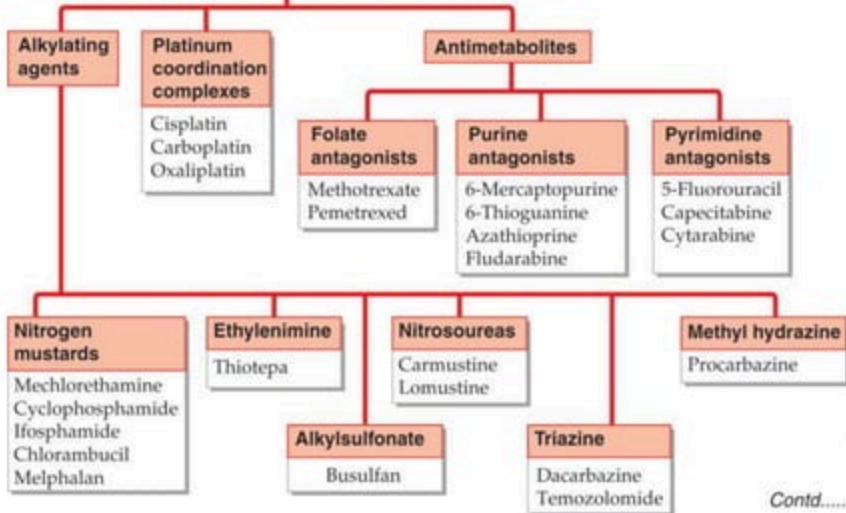 Alkylating
agents
Platinum
coordination
complexes
Cisplatin
Carboplatin
Oxaliplatin
Antimetabolites
Folate
antagonists
Methotrexate
Pemetrexed
Purine
antagonists
6-Mercaptopurine
6-Thioguanine
Azathioprine
Fludarabine
Pyrimidine
antagonists
5-Fluorouracil
Capecitabine
Cytarabine
Nitrogen
mustards
Mechlorethamine
Cyclophosphamide
Ifosphamide
Chlorambucil
Melphalan
Ethylenimine
Thiotepa
Alkylsulfonate
Busulfan
Nitrosoureas
Carmustine
Lomustine
Triazine
Dacarbazine
Temozolomide
Methyl hydrazine
Procarbazine
Contd.....